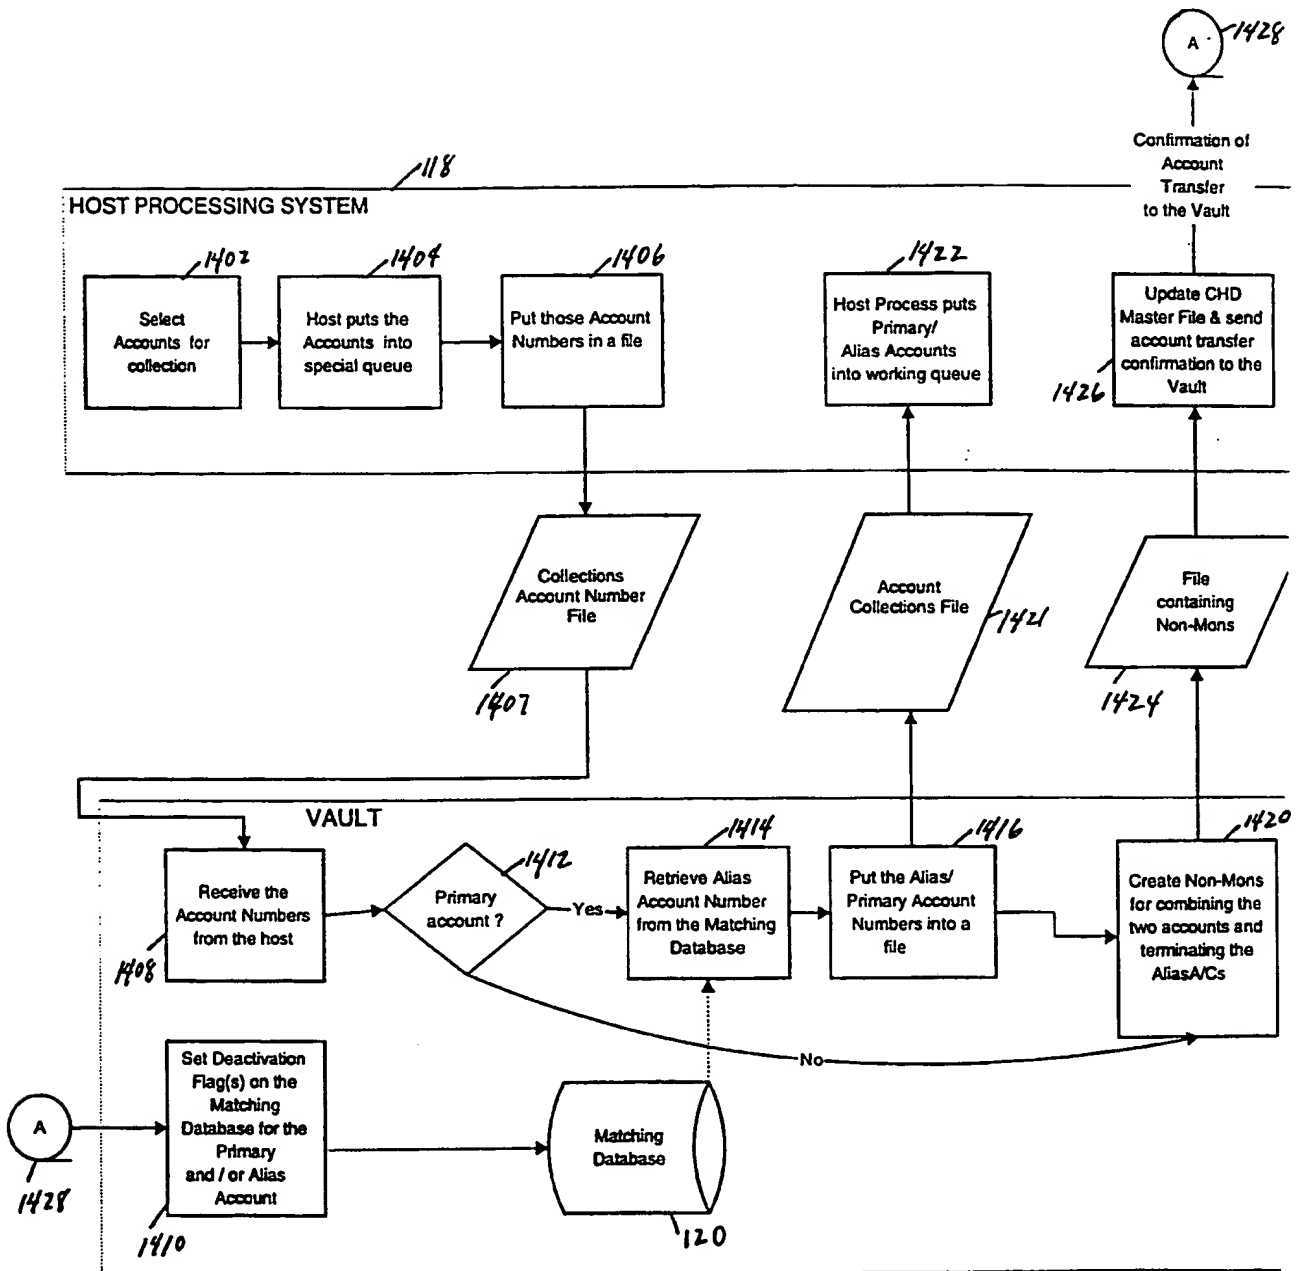 A
1428
Confirmation of
Account
Transfer
to the Vault
118
HOST PROCESSING SYSTEM
1402
Select
Accounts for
collection
1404
Host puts the
Accounts into
special queue
1406
Put those Account
Numbers in a file
1422
Host Process puts
Primary/
Alias Accounts
into working queue
Update CHD
Master File & send
account transfer
confirmation to the
Vault
1426
Collections
Account Number
File
1407
Account
Collections File
1421
File
containing
Non-Mons
1424
VAULT
Receive the
Account Numbers
from the host
1408
1412
Primary
account ?
Yes
1414
Retrieve Alias
Account Number
from the Matching
Database
1416
Put the Alias/
Primary Account
Numbers into a
file
1420
Create Non-Mons
for combining the
two accounts and
terminating the
AliasA/Cs
No
A
1428
Set Deactivation
Flag(s) on the
Matching
Database for the
Primary
and / or Alias
Account
1410
Matching
Database
120